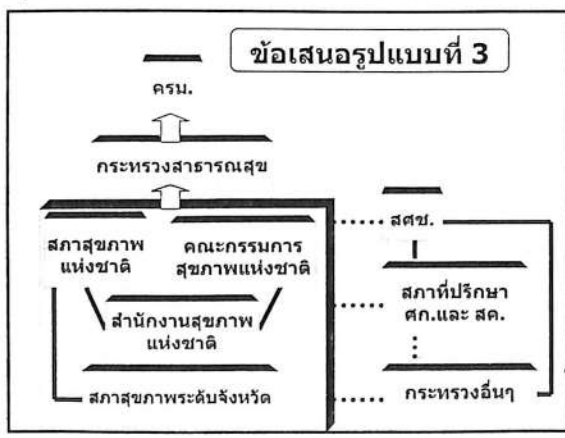 ข้อเสนอรูปแบบที่ 3
ครม.
กระทรวงสาธารณสุข
สภาสุขภาพ
แห่งชาติ
คณะกรรมการ
สุขภาพแห่งชาติ
สำนักงานสุขภาพ
แห่งชาติ
สภาสุขภาพระดับจังหวัด
สศช.
สภาที่ปรึกษา
ศก.และ สค.
กระทรวงอื่นๆ